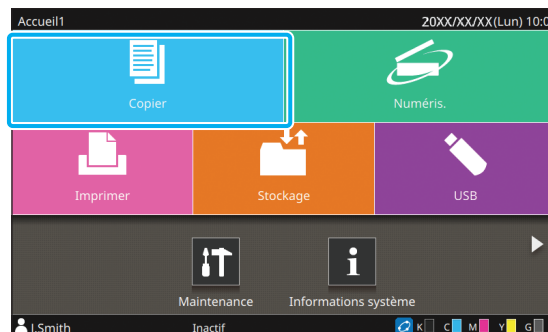 Accueil1 20XX/XX/XX(Lun) 10:0
Copier Numéris.
Imprimer Stockage USB
Maintenance Informations système
J.Smith Inactif K C M Y G